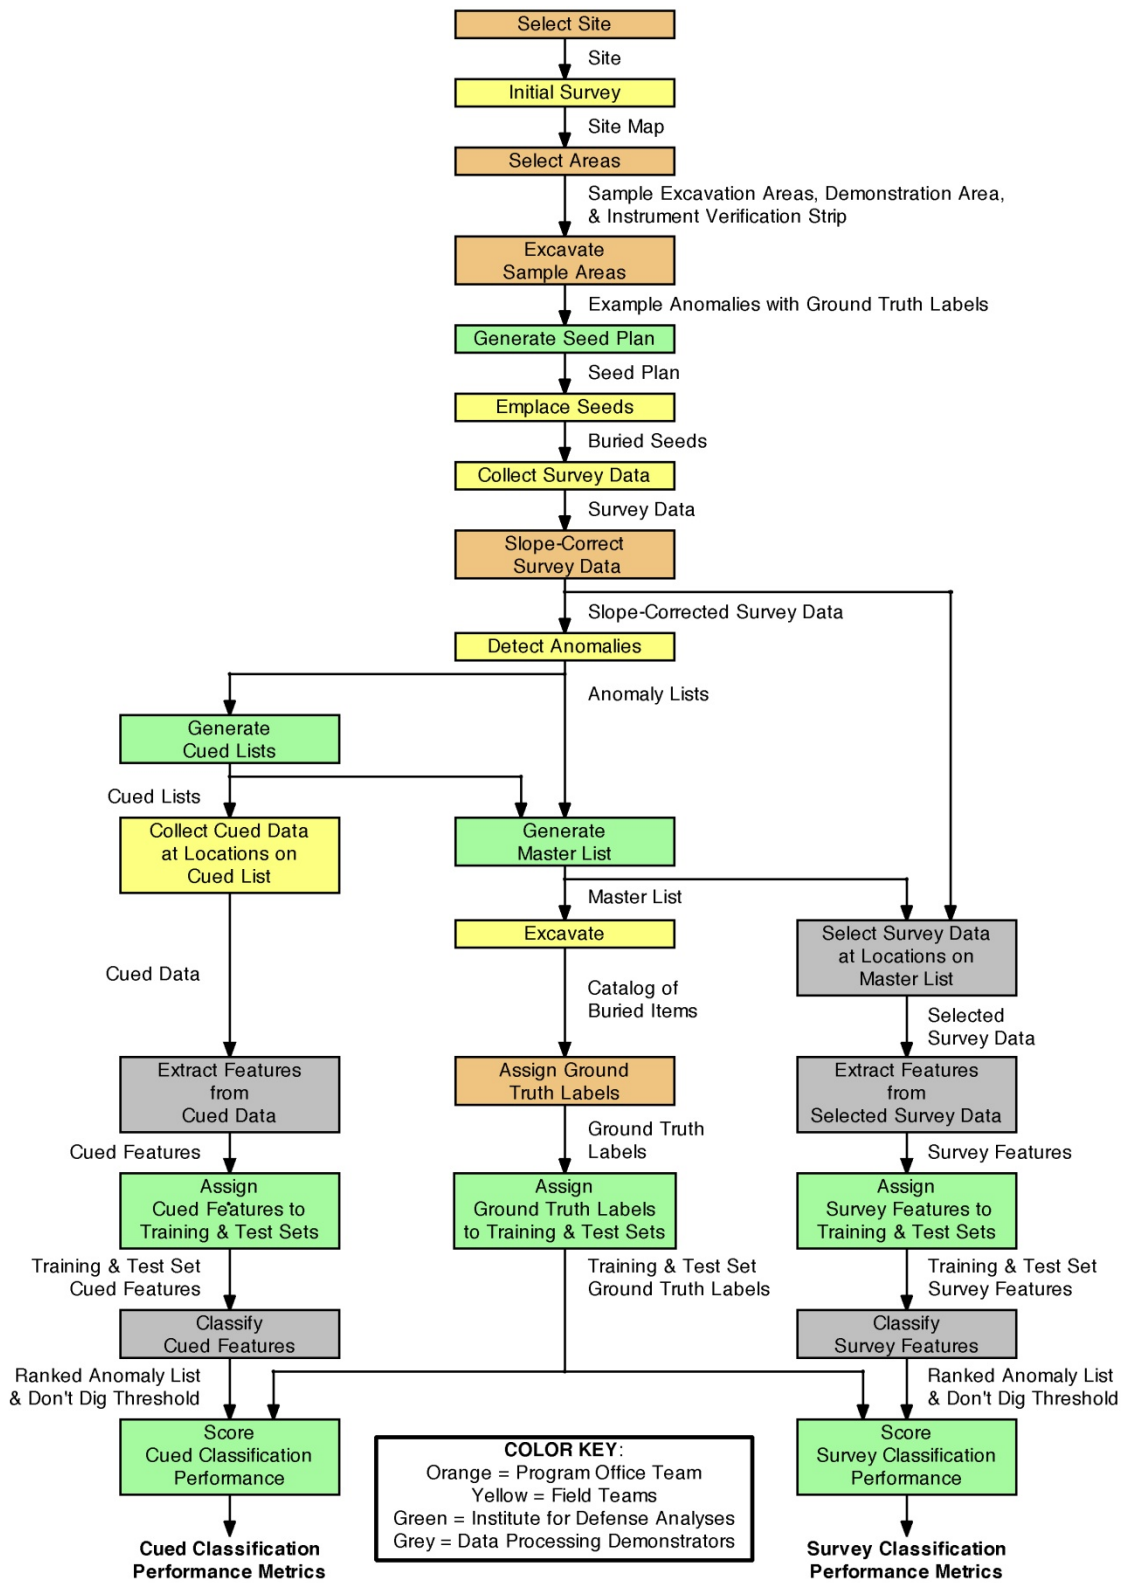 Select Site
Site
Initial Survey
Site Map
Select Areas
Sample Excavation Areas, Demonstration Area,
& Instrument Verification Strip
Excavate
Sample Areas
Example Anomalies with Ground Truth Labels
Generate Seed Plan
Seed Plan
Emplace Seeds
Buried Seeds
Collect Survey Data
Survey Data
Slope-Correct
Survey Data
Slope-Corrected Survey Data
Detect Anomalies
Anomaly Lists
Generate
Cued Lists
Cued Lists
Collect Cued Data
at Locations on
Cued List
Generate
Master List
Master List
Excavate
Select Survey Data
at Locations on
Master List
Cued Data
Catalog of
Buried Items
Selected
Survey Data
Extract Features
from
Cued Data
Assign Ground
Truth Labels
Extract Features
from
Selected Survey Data
Cued Features
Ground Truth
Labels
Survey Features
Assign
Cued Features to
Training & Test Sets
Assign
Ground Truth Labels
to Training & Test Sets
Assign
Survey Features to
Training & Test Sets
Training & Test Set
Cued Features
Training & Test Set
Ground Truth Labels
Training & Test Set
Survey Features
Classify
Cued Features
Classify
Survey Features
Ranked Anomaly List
& Don't Dig Threshold
Ranked Anomaly List
& Don't Dig Threshold
Score
Cued Classification
Performance
Score
Survey Classification
Performance
COLOR KEY:
Orange = Program Office Team
Yellow = Field Teams
Green = Institute for Defense Analyses
Grey = Data Processing Demonstrators
Cued Classification
Performance Metrics
Survey Classification
Performance Metrics